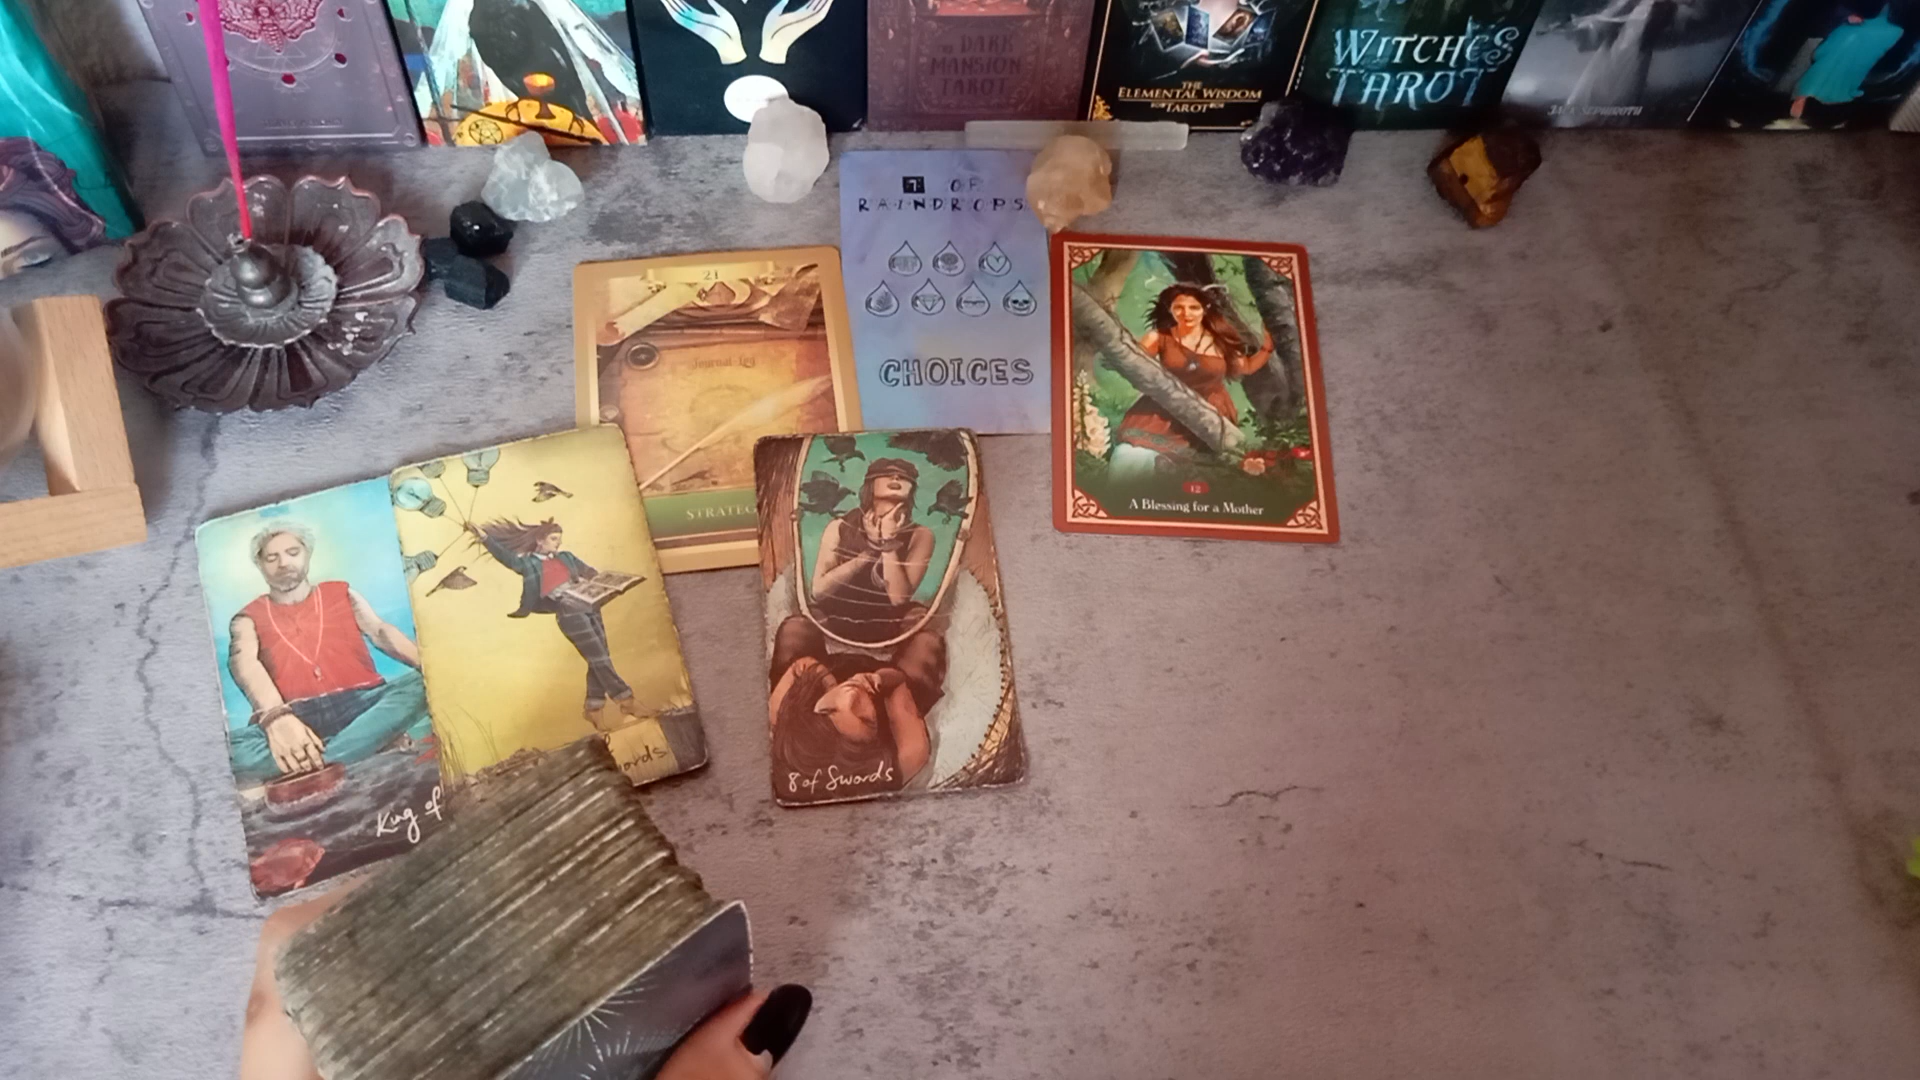 THE
DARK
MANSION
TAROT
THE
ELEMENTAL WISDOM
TAROT
WITCHES
TAROT
7 OF
RAINDROPS
CHOICES
21
STRATEG
12
A Blessing for a Mother
King of
8 of Swords